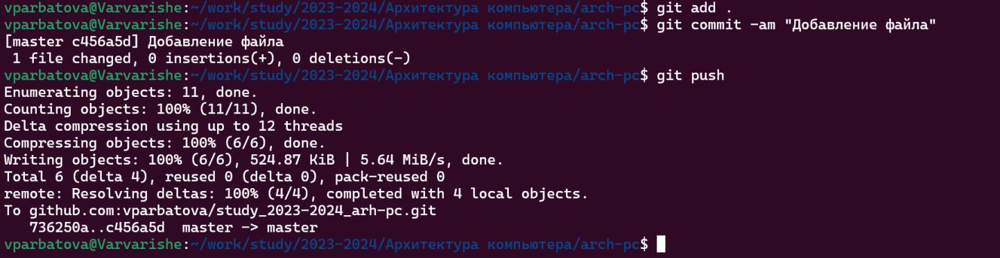 vparbatova@Varvarishe:~/work/study/2023-2024/Архитектура компьютера/arch-pc$ git add .
vparbatova@Varvarishe:~/work/study/2023-2024/Архитектура компьютера/arch-pc$ git commit -am "Добавление файла"
[master c456a5d] Добавление файла
 1 file changed, 0 insertions(+), 0 deletions(-)
vparbatova@Varvarishe:~/work/study/2023-2024/Архитектура компьютера/arch-pc$ git push
Enumerating objects: 11, done.
Counting objects: 100% (11/11), done.
Delta compression using up to 12 threads
Compressing objects: 100% (6/6), done.
Writing objects: 100% (6/6), 524.87 KiB | 5.64 MiB/s, done.
Total 6 (delta 4), reused 0 (delta 0), pack-reused 0
remote: Resolving deltas: 100% (4/4), completed with 4 local objects.
To github.com:vparbatova/study_2023-2024_arh-pc.git
   736250a..c456a5d  master -> master
vparbatova@Varvarishe:~/work/study/2023-2024/Архитектура компьютера/arch-pc$